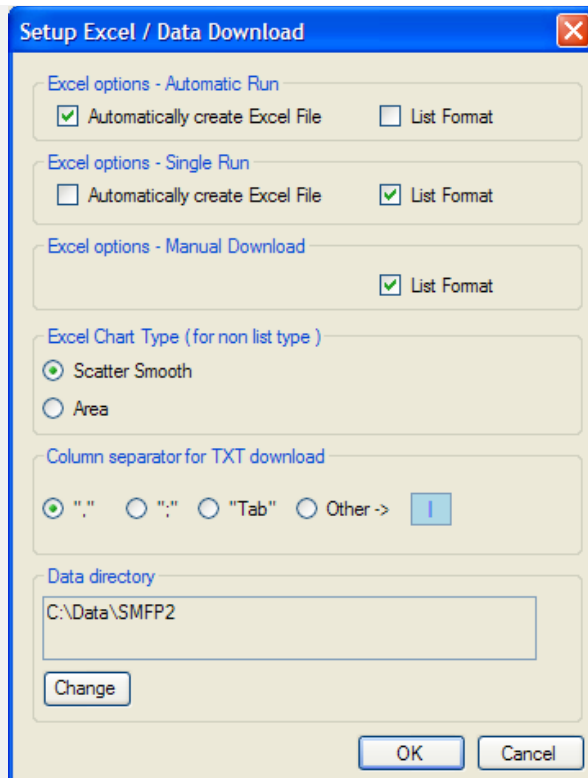 Setup Excel / Data Download
Excel options - Automatic Run
Automatically create Excel File List Format
Excel options - Single Run
Automatically create Excel File List Format
Excel options - Manual Download
List Format
Excel Chart Type ( for non list type )
Scatter Smooth
Area
Column separator for TXT download
"," ";" "Tab" Other -> |
Data directory
C:\Data\SMFP2
Change
OK Cancel